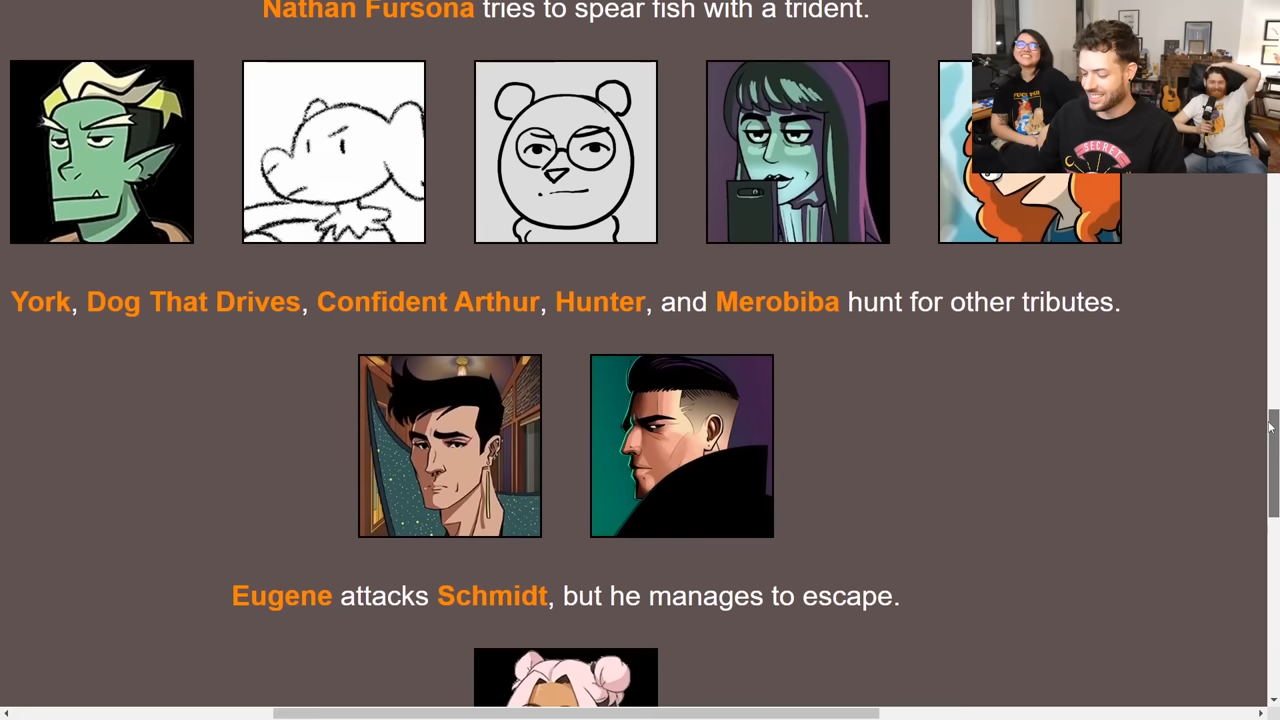 Nathan Fursona tries to spear fish with a trident.
York, Dog That Drives, Confident Arthur, Hunter, and Merobiba hunt for other tributes.
Eugene attacks Schmidt, but he manages to escape.
SECRET